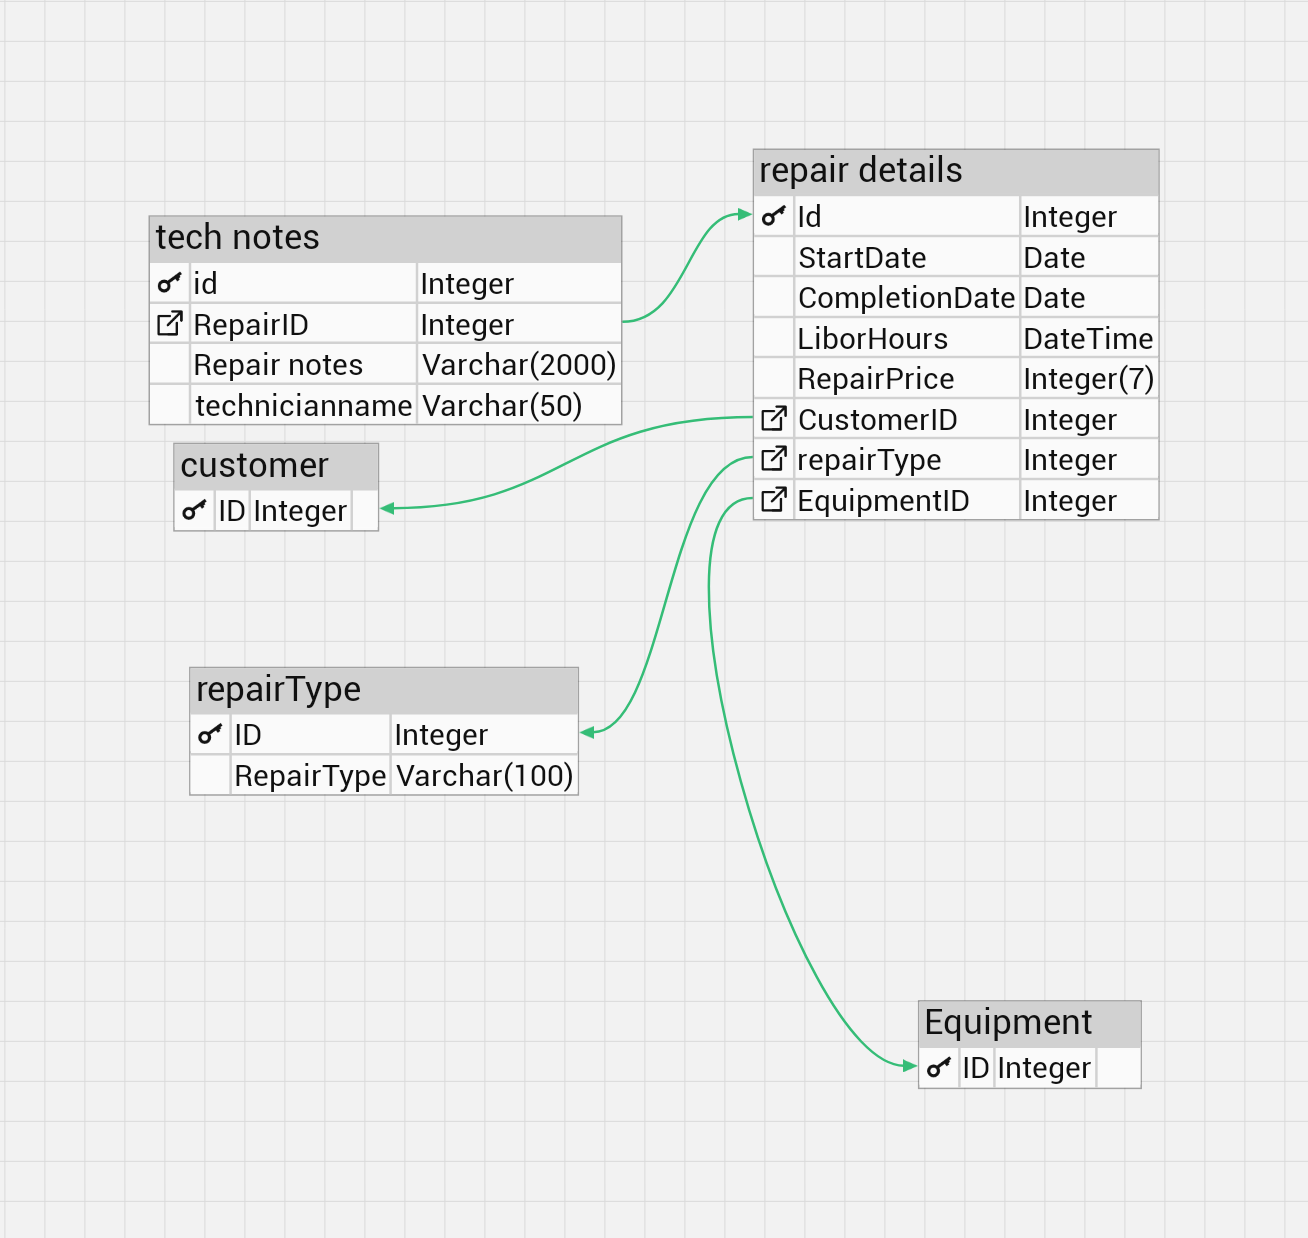 tech notes
id Integer
RepairID Integer
Repair notes Varchar(2000)
technicianname Varchar(50)
repair details
Id Integer
StartDate Date
CompletionDate Date
LiborHours DateTime
RepairPrice Integer(7)
CustomerID Integer
repairType Integer
EquipmentID Integer
customer
ID Integer
repairType
ID Integer
RepairType Varchar(100)
Equipment
ID Integer